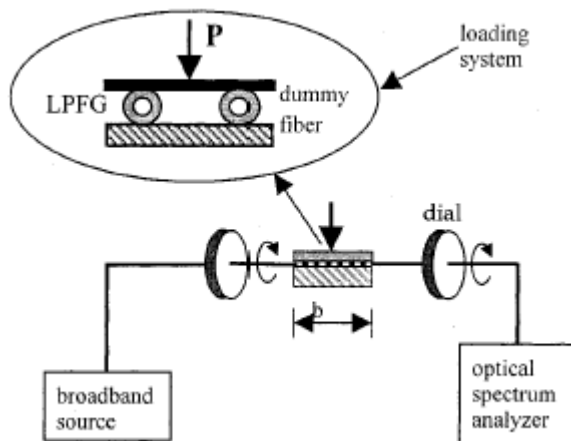 P
loading
system
LPFG
dummy
fiber
dial
b
broadband
source
optical
spectrum
analyzer